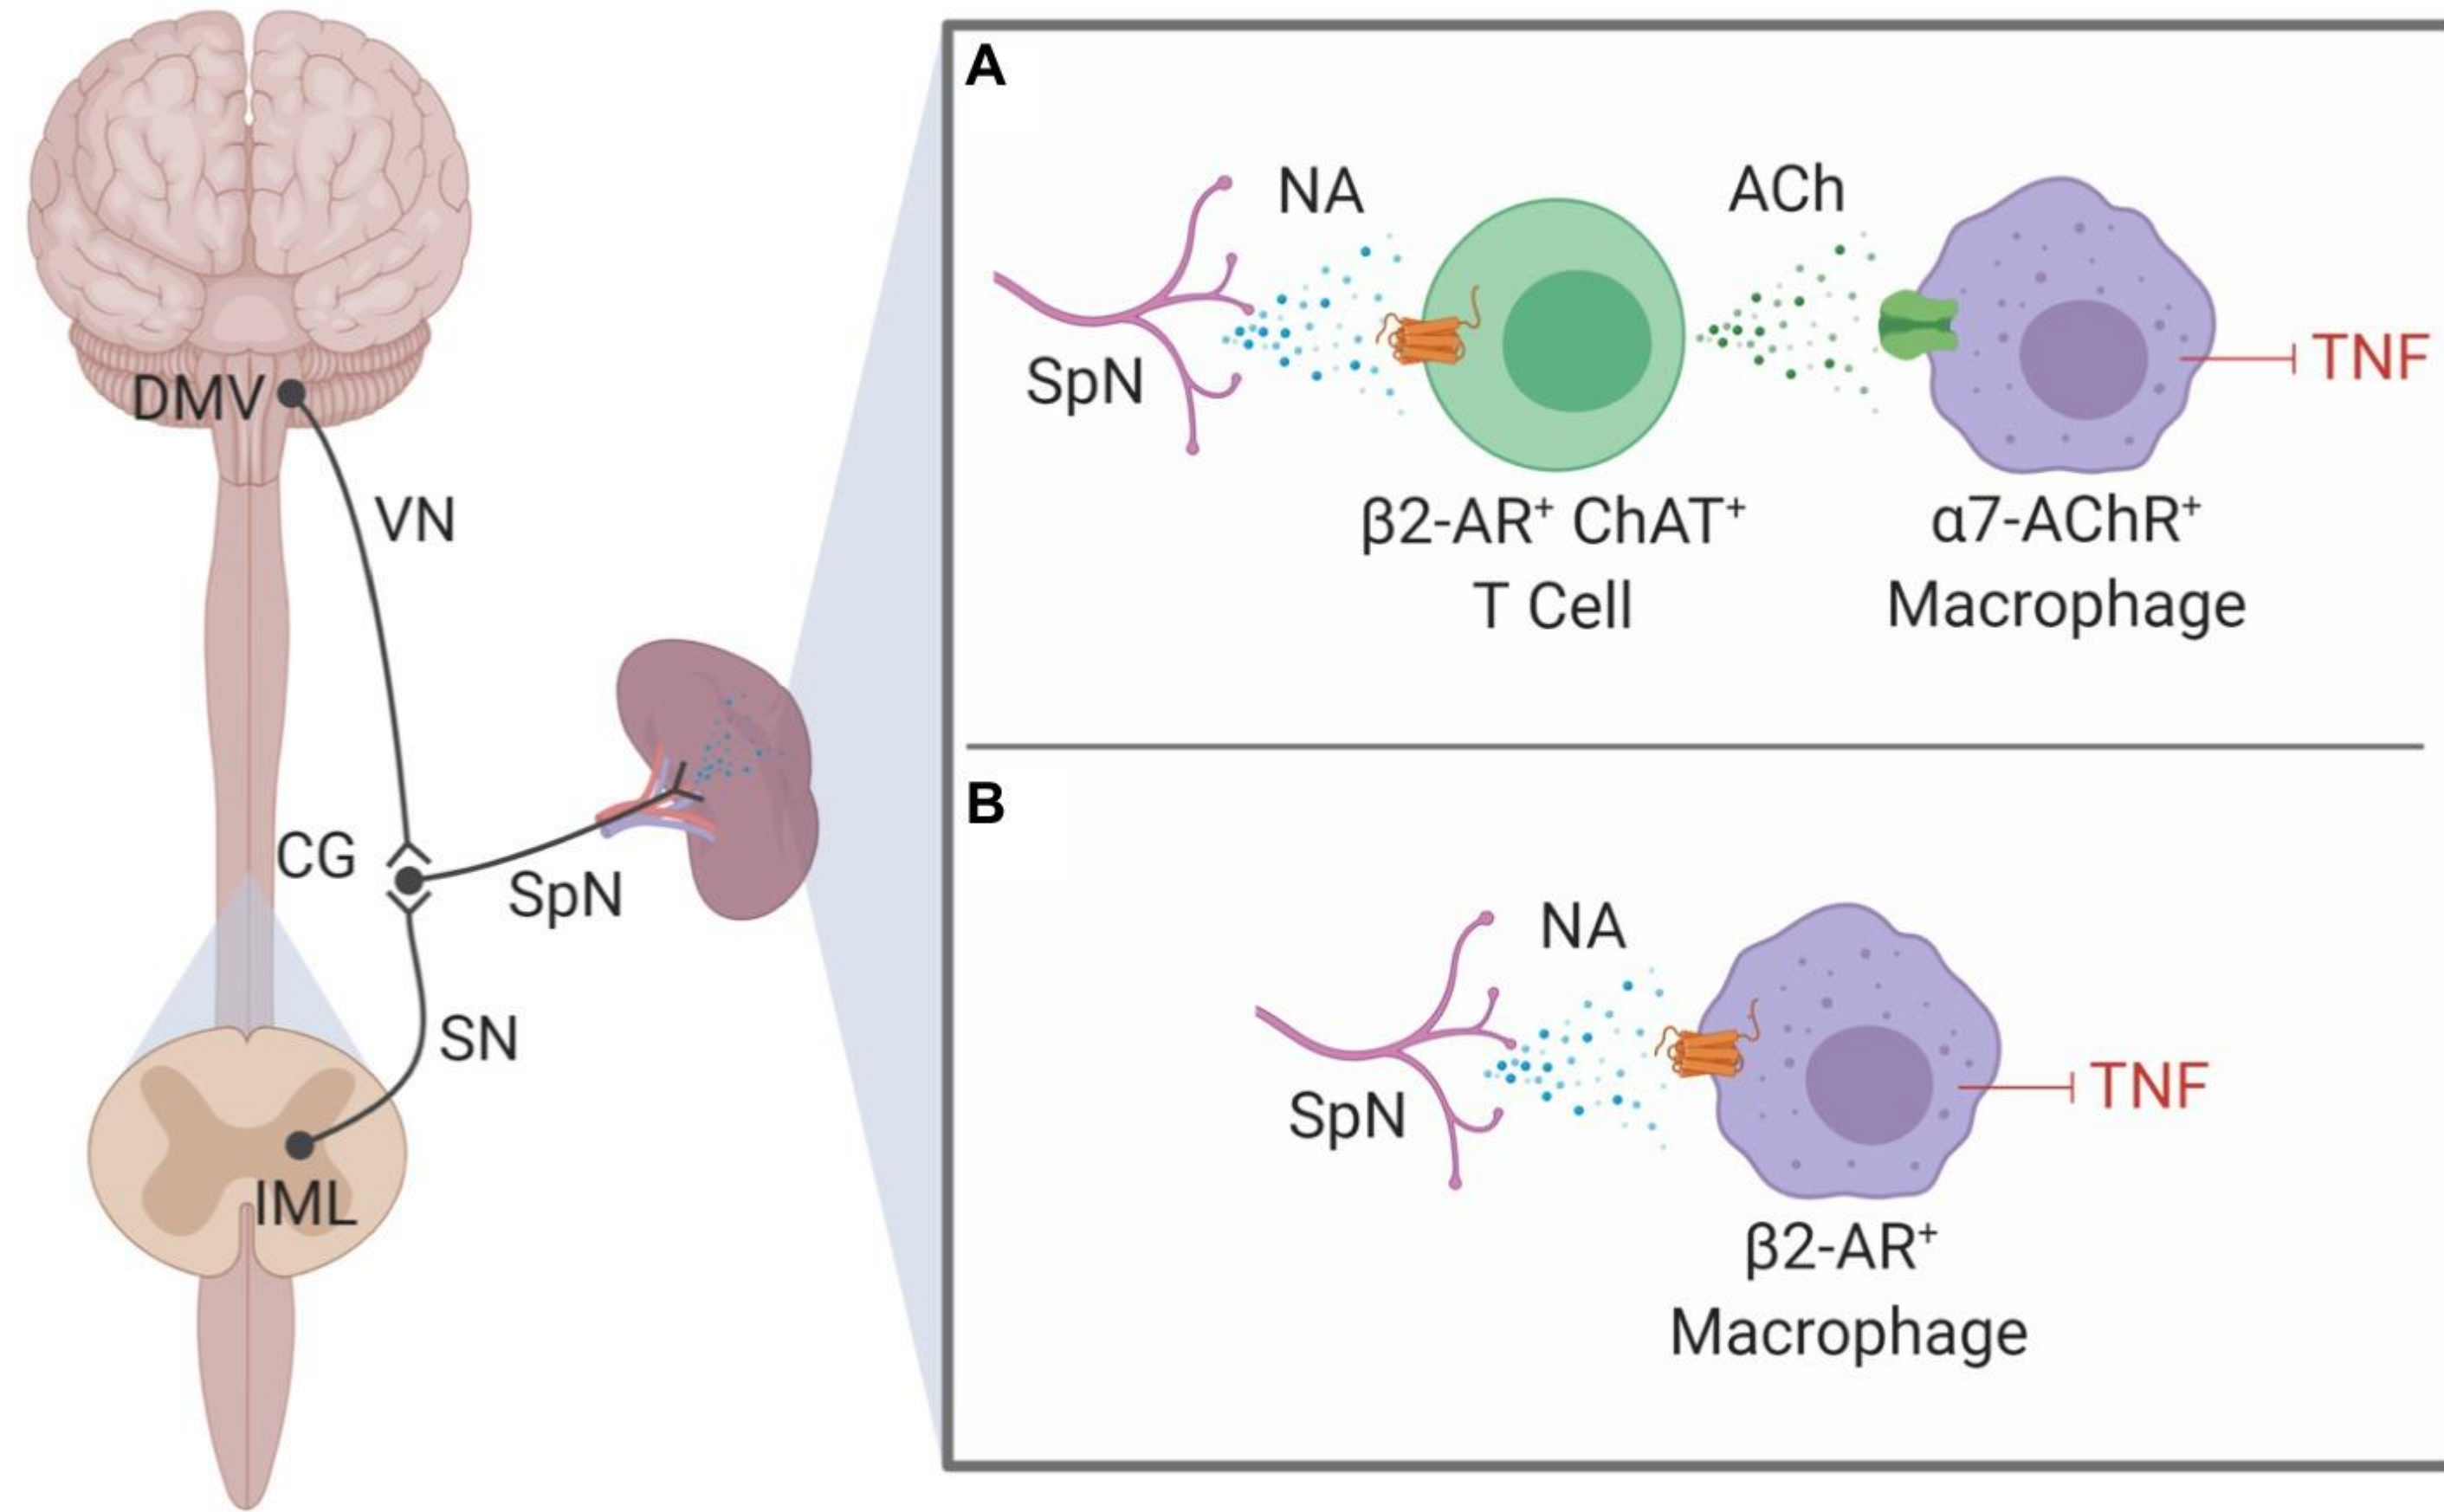 DMV
VN
CG
SpN
SN
IML
A
NA
ACh
SpN
TNF
β2-AR⁺ ChAT⁺
T Cell
α7-AChR⁺
Macrophage
B
NA
SpN
TNF
β2-AR⁺
Macrophage